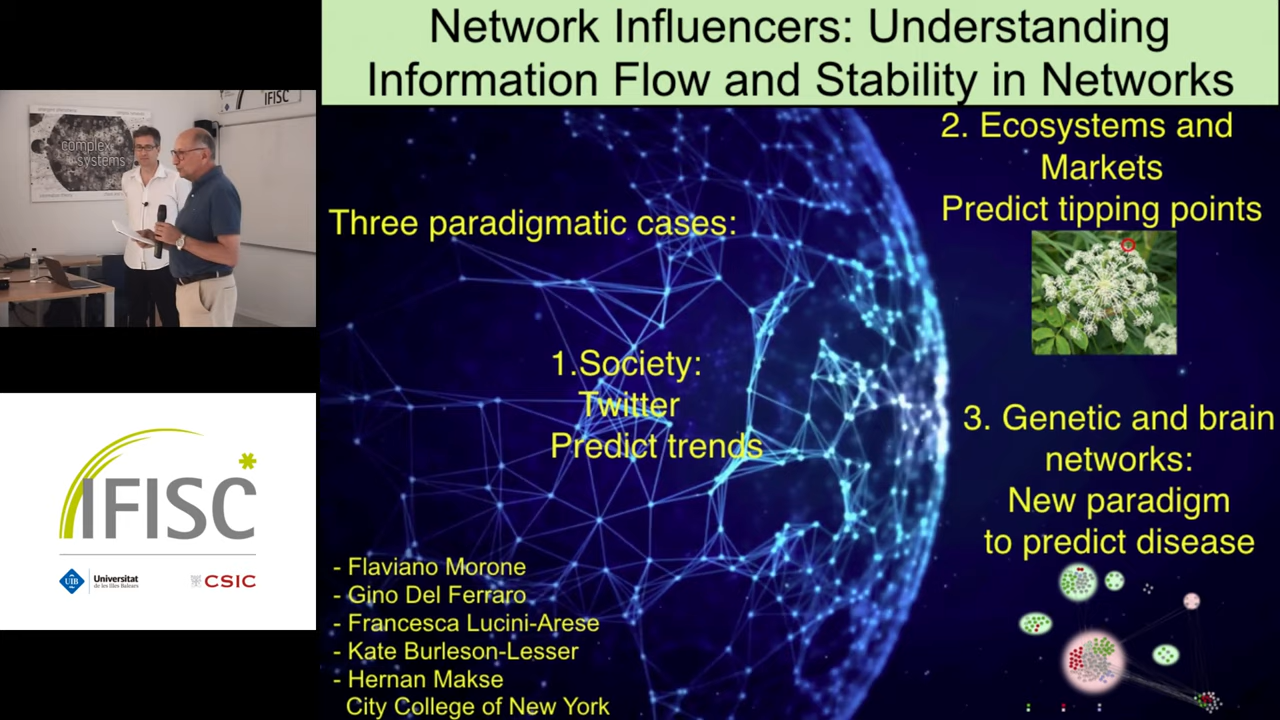 Network Influencers: Understanding
Information Flow and Stability in Networks
IFISC
complex
systems
Three paradigmatic cases:
1.Society:
Twitter
Predict trends
2. Ecosystems and
Markets
Predict tipping points
3. Genetic and brain
networks:
New paradigm
to predict disease
- Flaviano Morone
- Gino Del Ferraro
- Francesca Lucini-Arese
- Kate Burleson-Lesser
- Hernan Makse
City College of New York
IFISC
UIB
Universitat
de les Illes Balears
CSIC